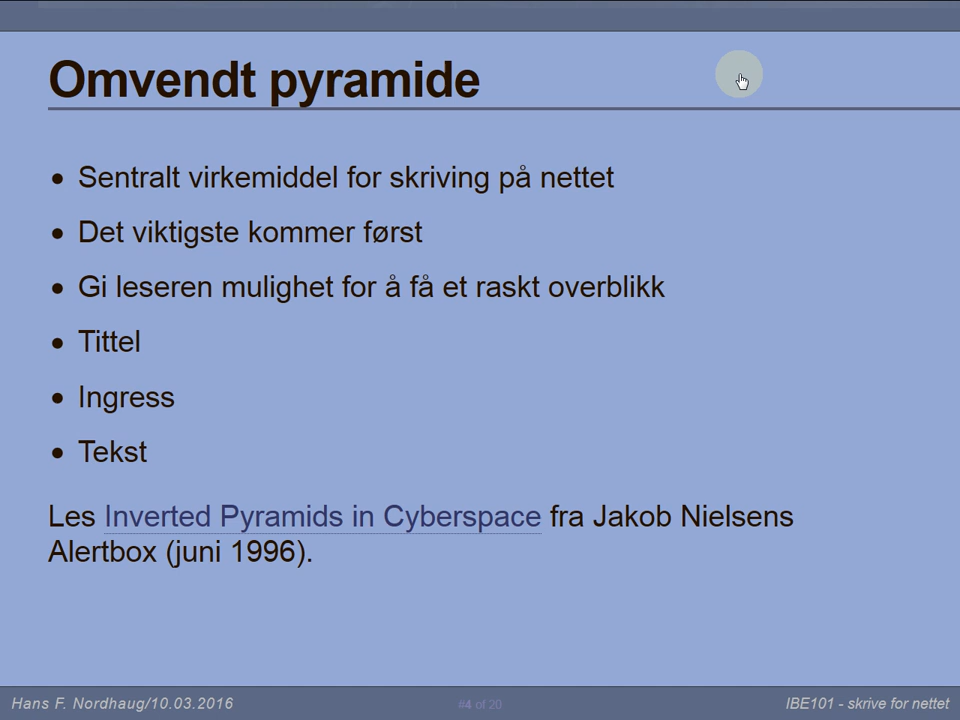 Omvendt pyramide
Sentralt virkemiddel for skriving på nettet
Det viktigste kommer først
Gi leseren mulighet for å få et raskt overblikk
Tittel
Ingress
Tekst
Les Inverted Pyramids in Cyberspace fra Jakob Nielsens
Alertbox (juni 1996).
Hans F. Nordhaug/10.03.2016
#4 of 20
IBE101 - skrive for nettet